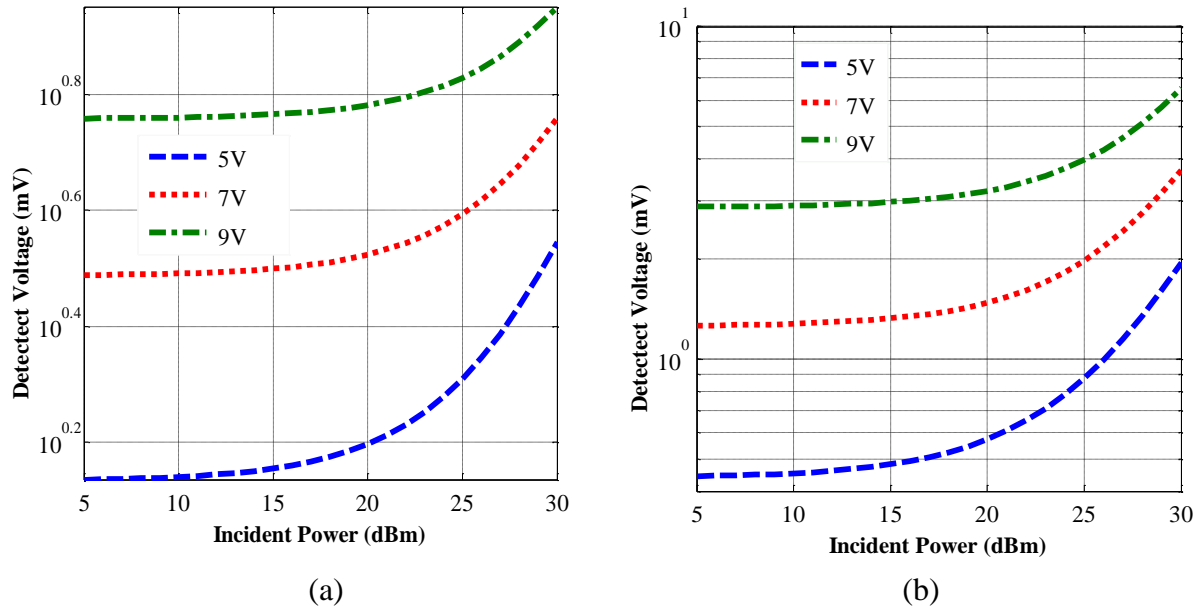 10^0.8
10^0.6
10^0.4
10^0.2
Detectect Voltage (mV)
5V
7V
9V
5 10 15 20 25 30
Incident Power (dBm)
(a)
10^1
10^0
Detectect Voltage (mV)
5V
7V
9V
5 10 15 20 25 30
Incident Power (dBm)
(b)